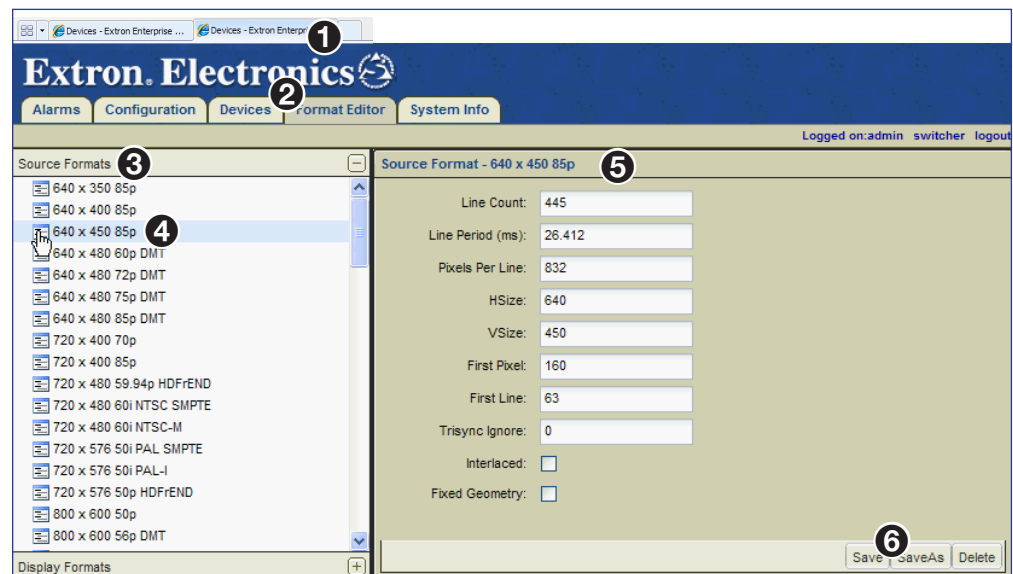 Devices - Extron Enterprise ...
Devices - Extron Enterpr
1
Extron. Electronics
2
Alarms Configuration Devices Format Editor System Info
Logged on:admin switcher logout
Source Formats 3
640 x 350 85p
640 x 400 85p
640 x 450 85p 4
640 x 480 60p DMT
640 x 480 72p DMT
640 x 480 75p DMT
640 x 480 85p DMT
720 x 400 70p
720 x 400 85p
720 x 480 59.94p HDFrEND
720 x 480 60i NTSC SMPTE
720 x 480 60i NTSC-M
720 x 576 50i PAL SMPTE
720 x 576 50i PAL-I
720 x 576 50p HDFrEND
800 x 600 50p
800 x 600 56p DMT
Display Formats
Source Format - 640 x 450 85p 5
Line Count: 445
Line Period (ms): 26.412
Pixels Per Line: 832
HSize: 640
VSize: 450
First Pixel: 160
First Line: 63
Trisync Ignore: 0
Interlaced:
Fixed Geometry:
6
Save SaveAs Delete